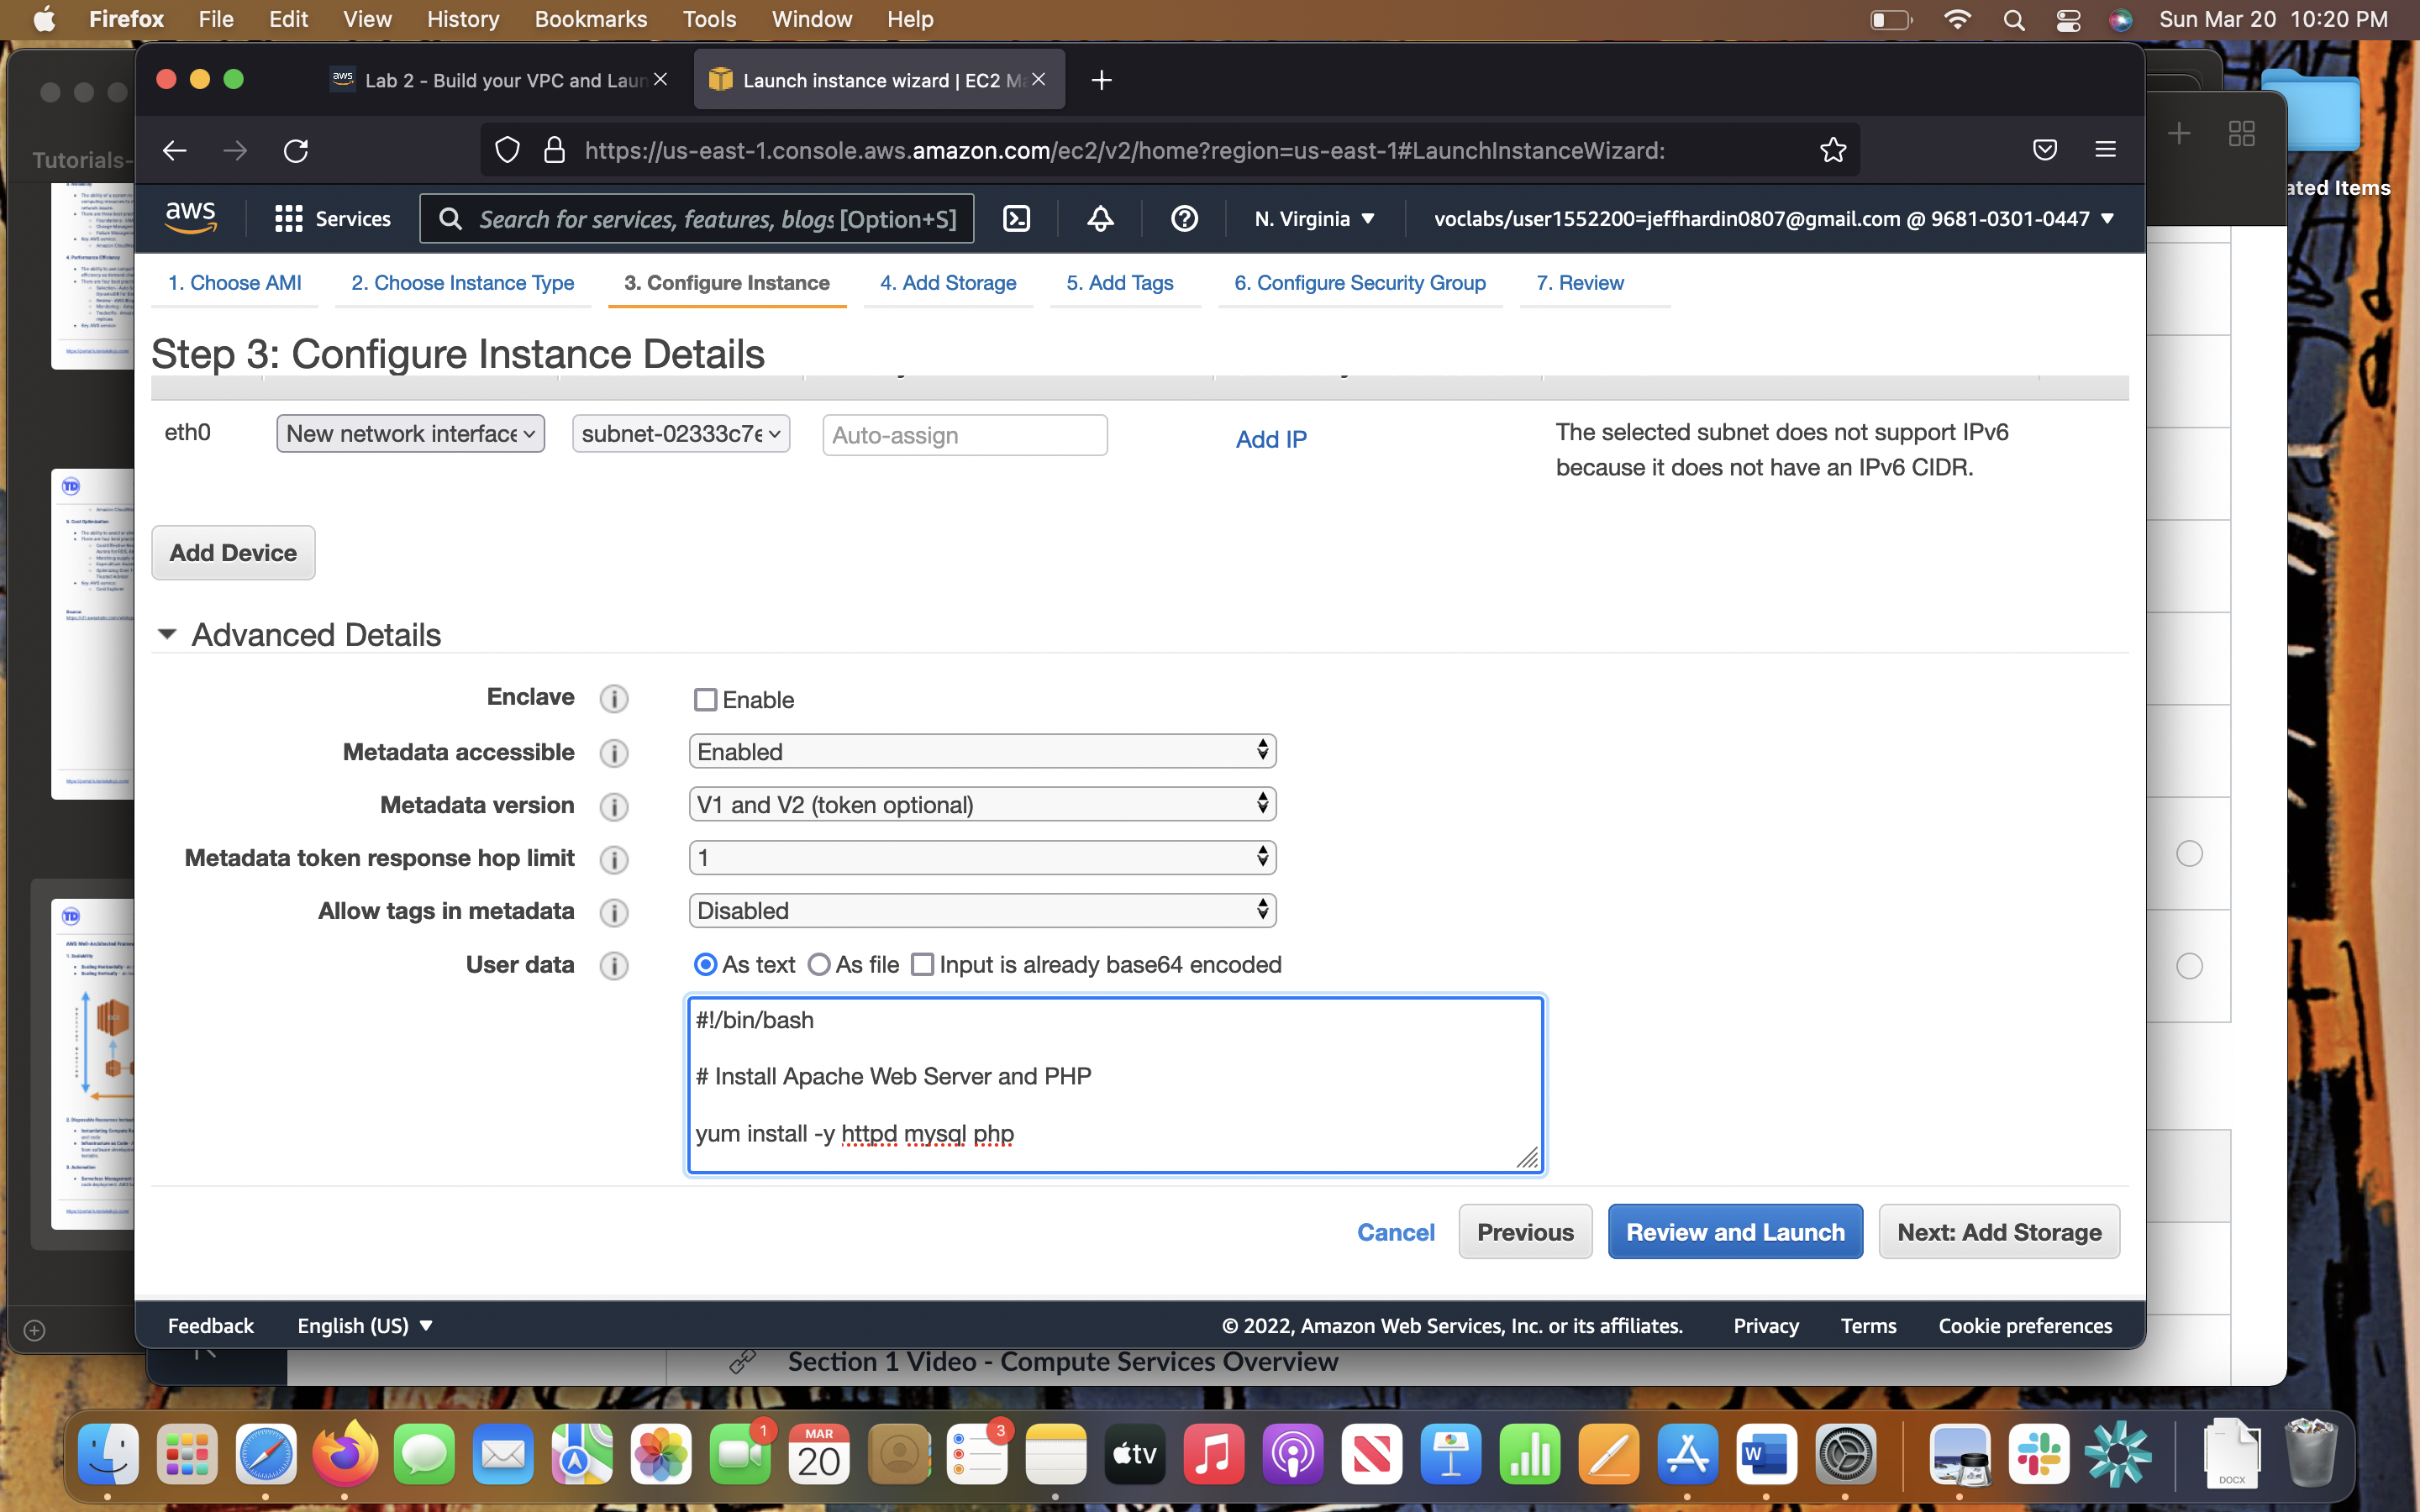 Firefox File Edit View History Bookmarks Tools Window Help Sun Mar 20 10:20 PM
Lab 2 - Build your VPC and Laun
Launch instance wizard | EC2 Ma
Tutorials-
https://us-east-1.console.aws.amazon.com/ec2/v2/home?region=us-east-1#LaunchInstanceWizard:
ated Items
aws Services Search for services, features, blogs [Option+S] N. Virginia voclabs/user1552200=jeffhardin0807@gmail.com @ 9681-0301-0447
1. Choose AMI 2. Choose Instance Type 3. Configure Instance 4. Add Storage 5. Add Tags 6. Configure Security Group 7. Review
Step 3: Configure Instance Details
eth0 New network interface subnet-02333c7e Auto-assign Add IP The selected subnet does not support IPv6
because it does not have an IPv6 CIDR.
Add Device
Advanced Details
Enclave Enable
Metadata accessible Enabled
Metadata version V1 and V2 (token optional)
Metadata token response hop limit 1
Allow tags in metadata Disabled
User data As text As file Input is already base64 encoded
#!/bin/bash
# Install Apache Web Server and PHP
yum install -y httpd mysql php
Cancel Previous Review and Launch Next: Add Storage
Feedback English (US) © 2022, Amazon Web Services, Inc. or its affiliates. Privacy Terms Cookie preferences
Section 1 Video - Compute Services Overview
1
MAR
20
3
tv
W
DOCX